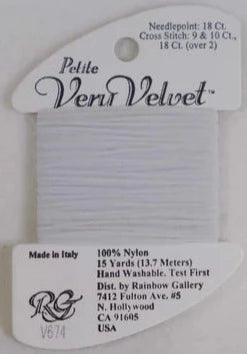 Needlepoint: 18 Ct.
Cross Stitch: 9 & 10 Ct.,
18 Ct. (over 2)
Petite
Very Velvet™
Made in Italy
100% Nylon
15 Yards (13.7 Meters)
Hand Washable. Test First
Dist. by Rainbow Gallery
7412 Fulton Ave. #5
N. Hollywood
CA 91605
USA
RG
V674